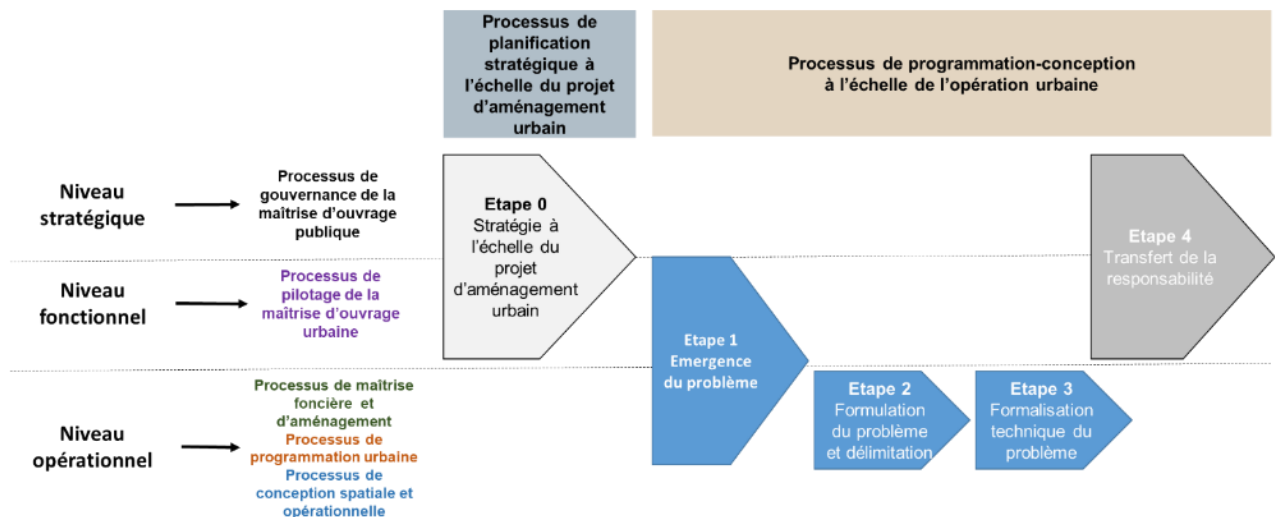 Processus de
planification
stratégique à
l'échelle du projet
d'aménagement
urbain
Processus de programmation-conception
à l'échelle de l'opération urbaine
Niveau
stratégique
Processus de
gouvernance de la
maîtrise d'ouvrage
publique
Etape 0
Stratégie à
l'échelle du
projet
d'aménagement
urbain
Etape 4
Transfert de la
responsabilité
Niveau
fonctionnel
Processus de
pilotage de la
maîtrise d'ouvrage
urbaine
Etape 1
Emergence
du problème
Niveau
opérationnel
Processus de maîtrise
foncière et
d'aménagement
Processus de
programmation urbaine
Processus de
conception spatiale et
opérationnelle
Etape 2
Formulation
du problème
et délimitation
Etape 3
Formalisation
technique du
problème